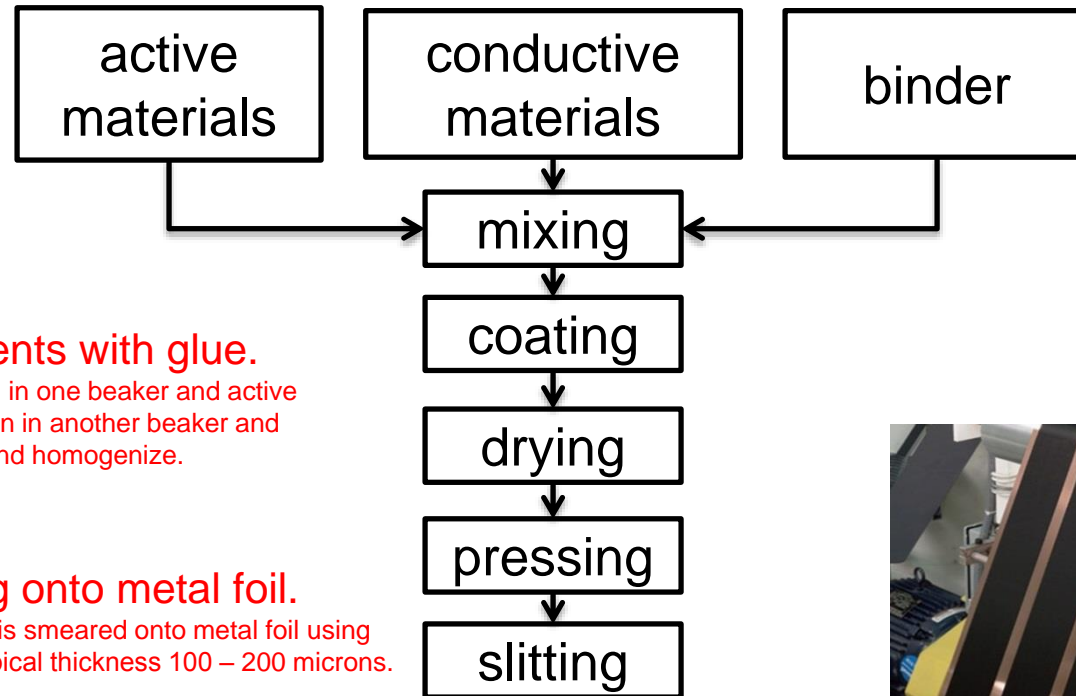 active
materials
conductive
materials
binder
mixing
coating
drying
pressing
slitting
ents with glue.
in one beaker and active
n in another beaker and
nd homogenize.
g onto metal foil.
is smeared onto metal foil using
pical thickness 100 – 200 microns.